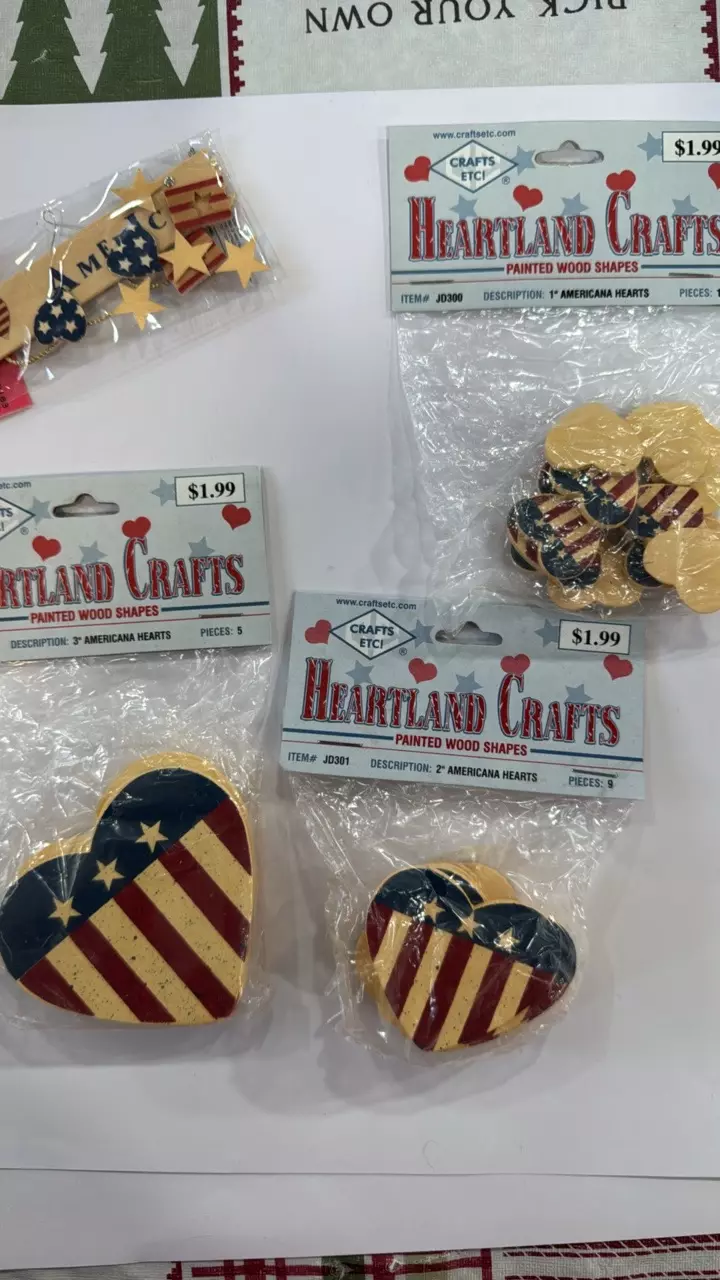 PICK YOUR OWN
AMERIC
www.craftsetc.com
CRAFTS
ETC!
®
$1.99
HEARTLAND CRAFTS
PAINTED WOOD SHAPES
ITEM# JD300 DESCRIPTION: 1" AMERICANA HEARTS PIECES: 1
$1.99
HEARTLAND CRAFTS
PAINTED WOOD SHAPES
DESCRIPTION: 3" AMERICANA HEARTS PIECES: 5
www.craftsetc.com
CRAFTS
ETC!
®
$1.99
HEARTLAND CRAFTS
PAINTED WOOD SHAPES
ITEM# JD301 DESCRIPTION: 2" AMERICANA HEARTS PIECES: 9